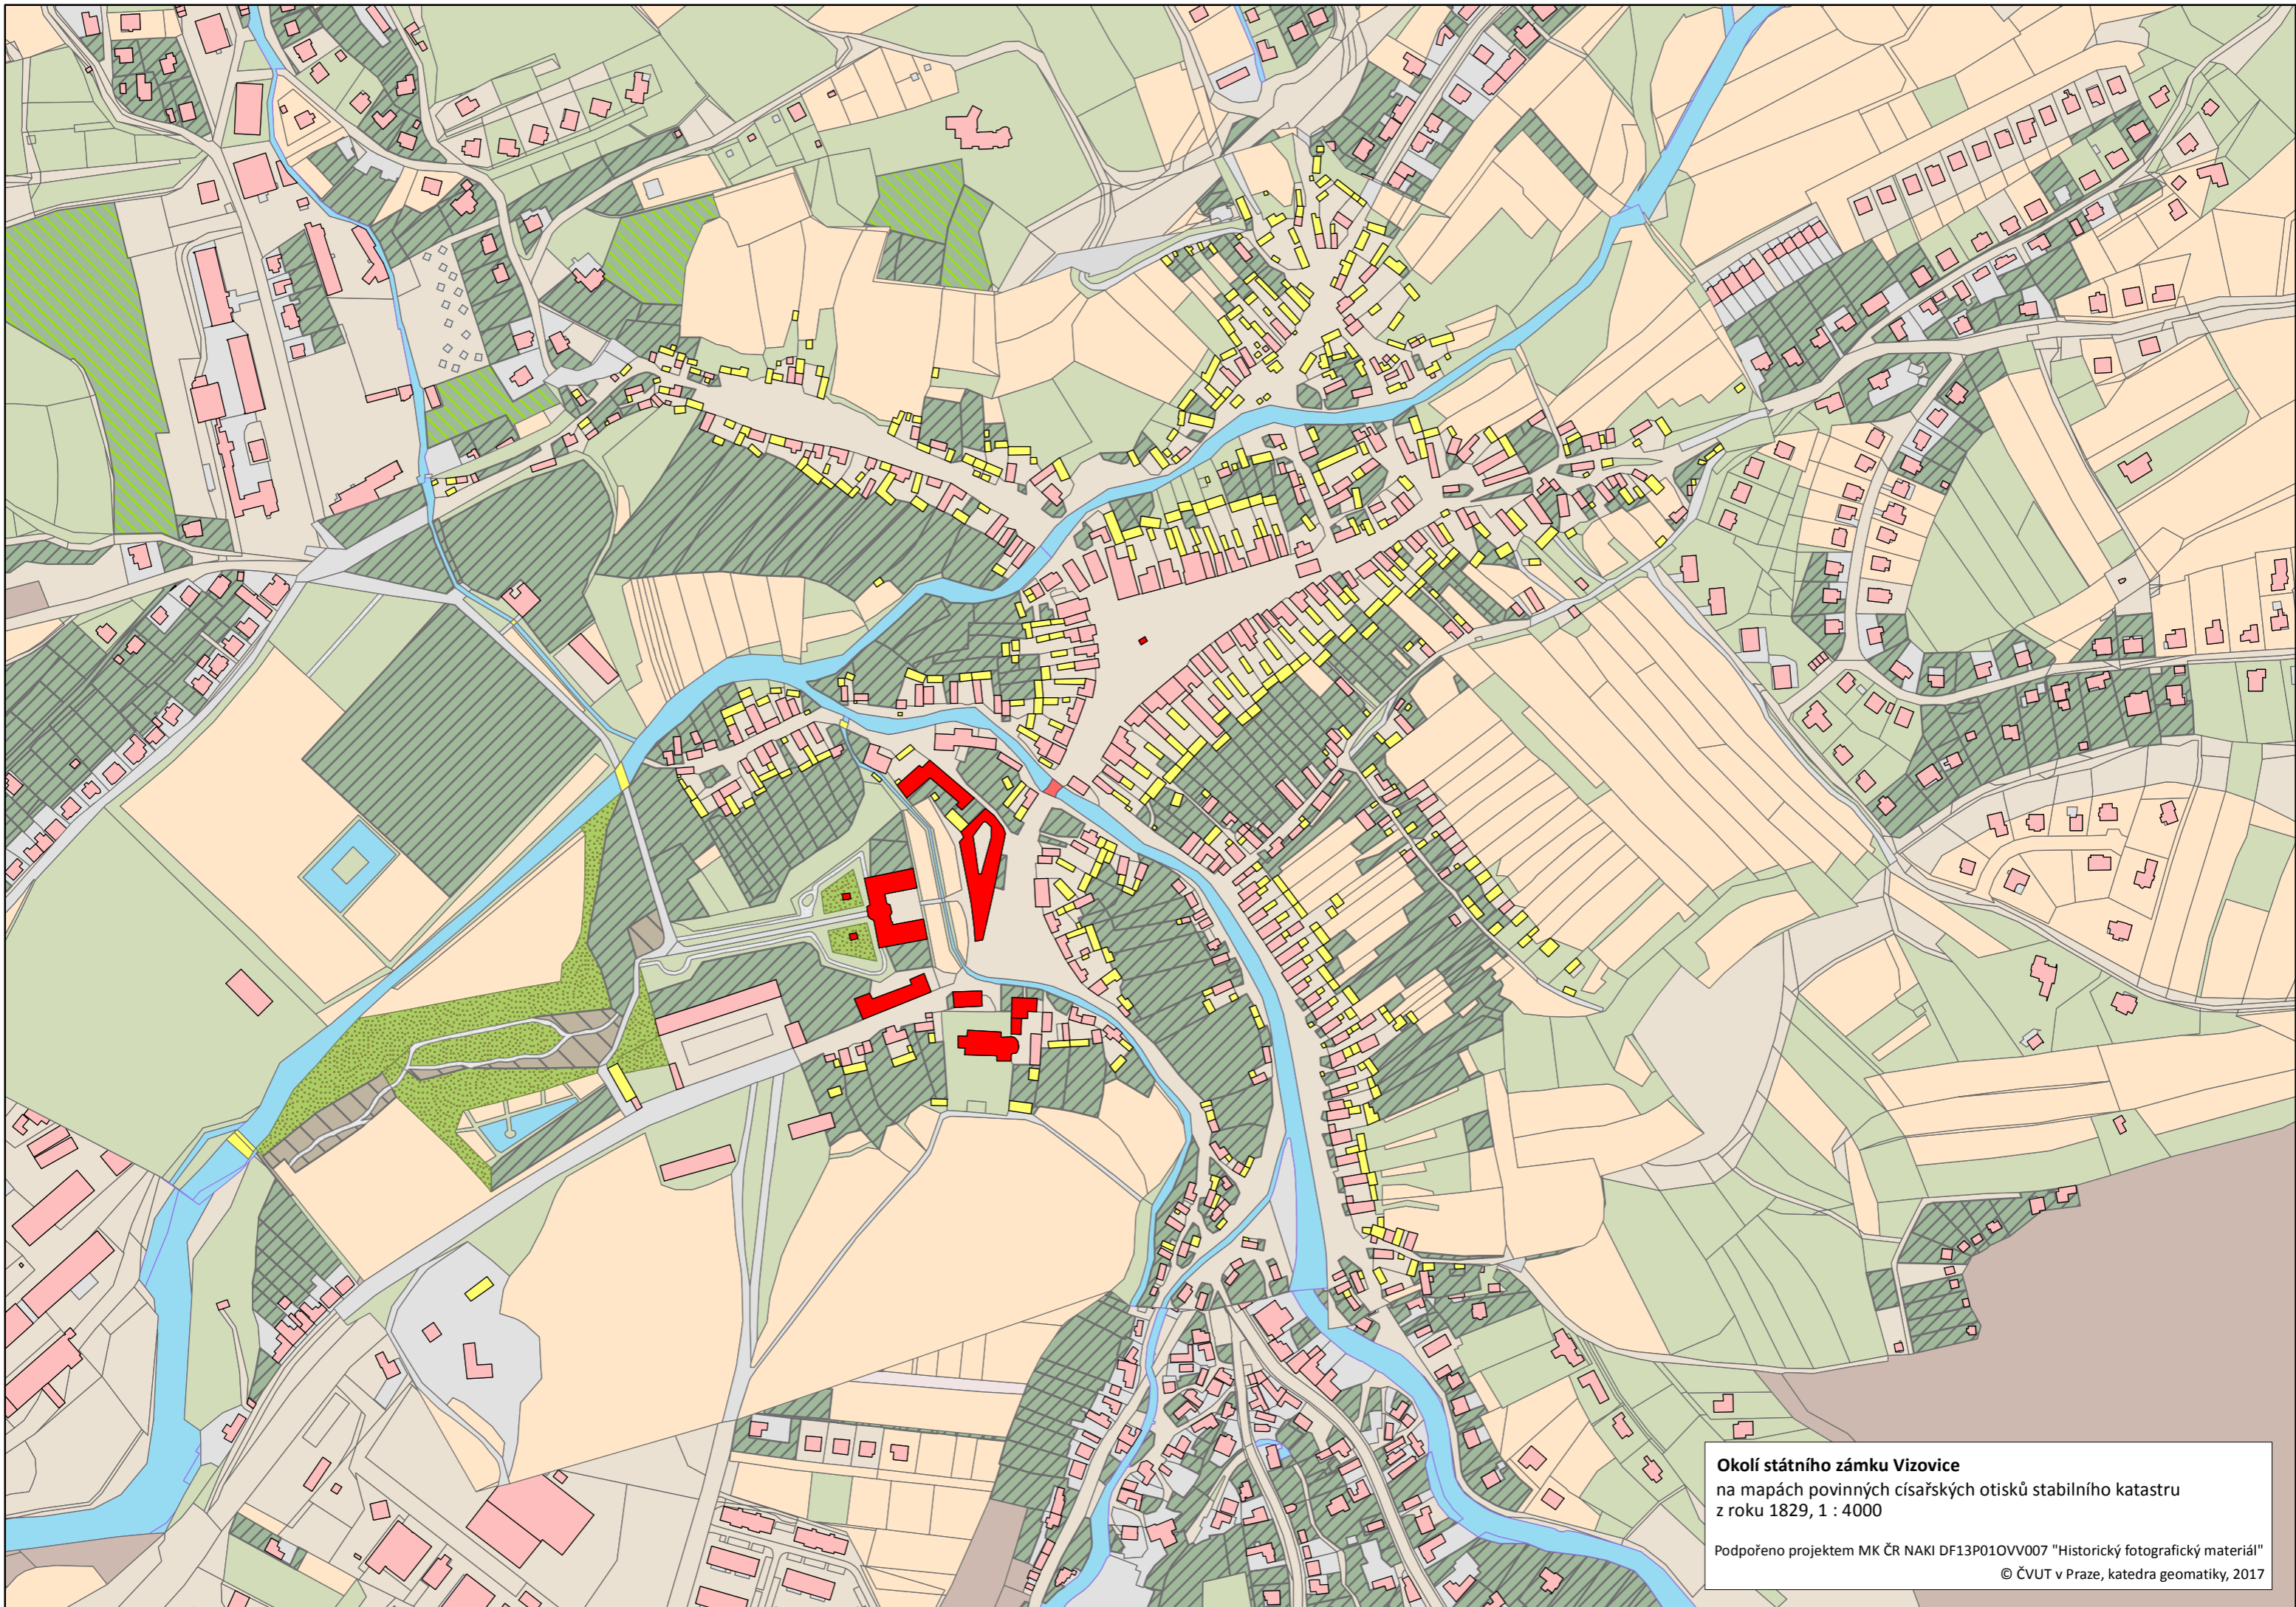 Okolí státního zámku Vizovice
na mapách povinných císařských otisků stabilního katastru
z roku 1829, 1 : 4000
Podpořeno projektem MK ČR NAKI DF13P01OVV007 "Historický fotografický materiál"
© ČVUT v Praze, katedra geomatiky, 2017